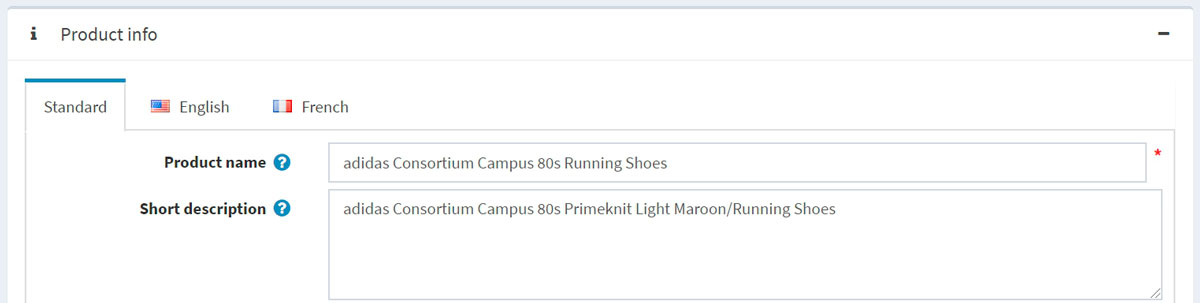 Product info
Standard English French
Product name adidas Consortium Campus 80s Running Shoes *
Short description adidas Consortium Campus 80s Primeknit Light Maroon/Running Shoes